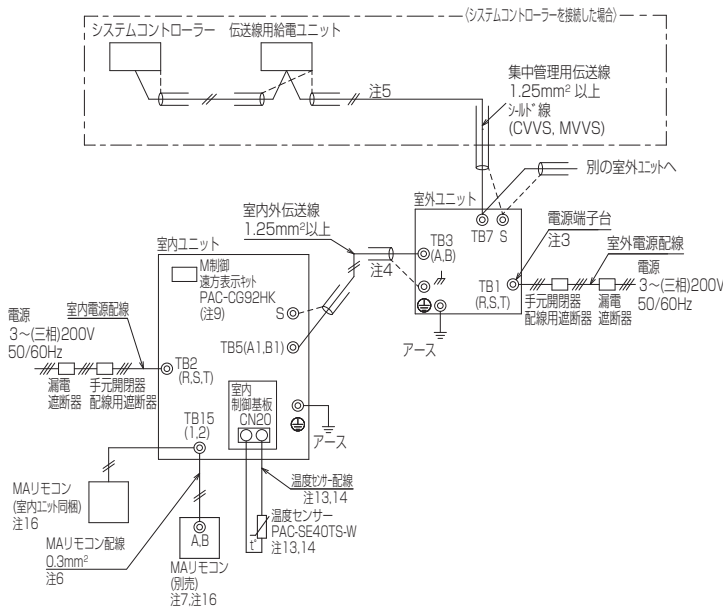 〈システムコントローラーを接続した場合〉
システムコントローラー
伝送線用給電ユニット
注5
集中管理用伝送線
1.25mm² 以上
シールド線
(CVVS, MVVS)
別の室外ユニットへ
室外ユニット
TB7 S
電源端子台
注3
室外電源配線
電源
3～(三相)200V
50/60Hz
TB3
(A,B)
TB1
(R,S,T)
手元開閉器
配線用遮断器
漏電
遮断器
アース
室内外伝送線
1.25mm²以上
注4
室内ユニット
M制御
遠方表示キット
PAC-CG92HK
(注9)
S
TB5(A1,B1)
電源
3～(三相)200V
50/60Hz
室内電源配線
TB2
(R,S,T)
漏電
遮断器
手元開閉器
配線用遮断器
TB15
(1,2)
室内
制御基板
CN20
アース
MAリモコン
(室内ユニット同梱)
注16
MAリモコン配線
0.3mm²
注6
A,B
MAリモコン
(別売)
注7,注16
温度センサー配線
注13,14
温度センサー
PAC-SE40TS-W
注13,14
t°